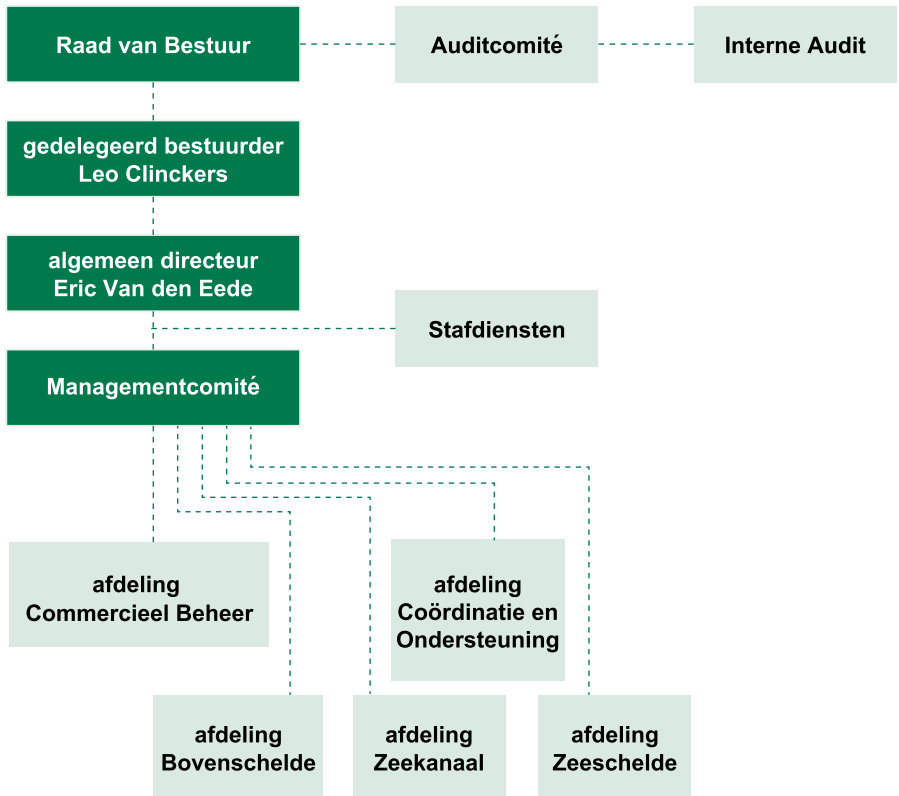 Raad van Bestuur
Auditcomité
Interne Audit
gedelegeerd bestuurder
Leo Clinckers
algemeen directeur
Eric Van den Eede
Stafdiensten
Managementcomité
afdeling
Commercieel Beheer
afdeling
Coördinatie en
Ondersteuning
afdeling
Bovenschelde
afdeling
Zeekanaal
afdeling
Zeeschelde